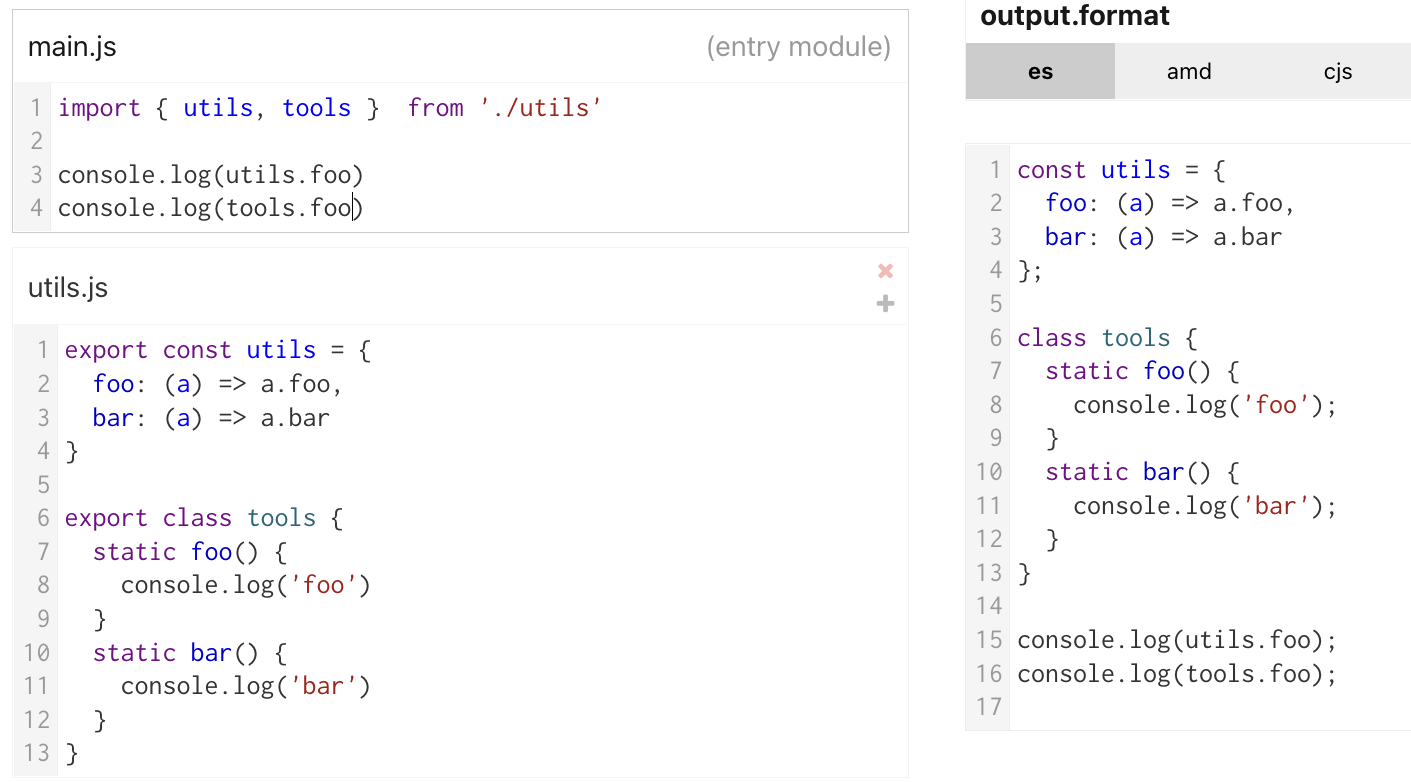 main.js
(entry module)
1 import { utils, tools }  from './utils'
2
3 console.log(utils.foo)
4 console.log(tools.foo)
utils.js
1 export const utils = {
2   foo: (a) => a.foo,
3   bar: (a) => a.bar
4 }
5
6 export class tools {
7   static foo() {
8     console.log('foo')
9   }
10   static bar() {
11     console.log('bar')
12   }
13 }
output.format
es amd cjs
1 const utils = {
2   foo: (a) => a.foo,
3   bar: (a) => a.bar
4 };
5
6 class tools {
7   static foo() {
8     console.log('foo');
9   }
10   static bar() {
11     console.log('bar');
12   }
13 }
14
15 console.log(utils.foo);
16 console.log(tools.foo);
17